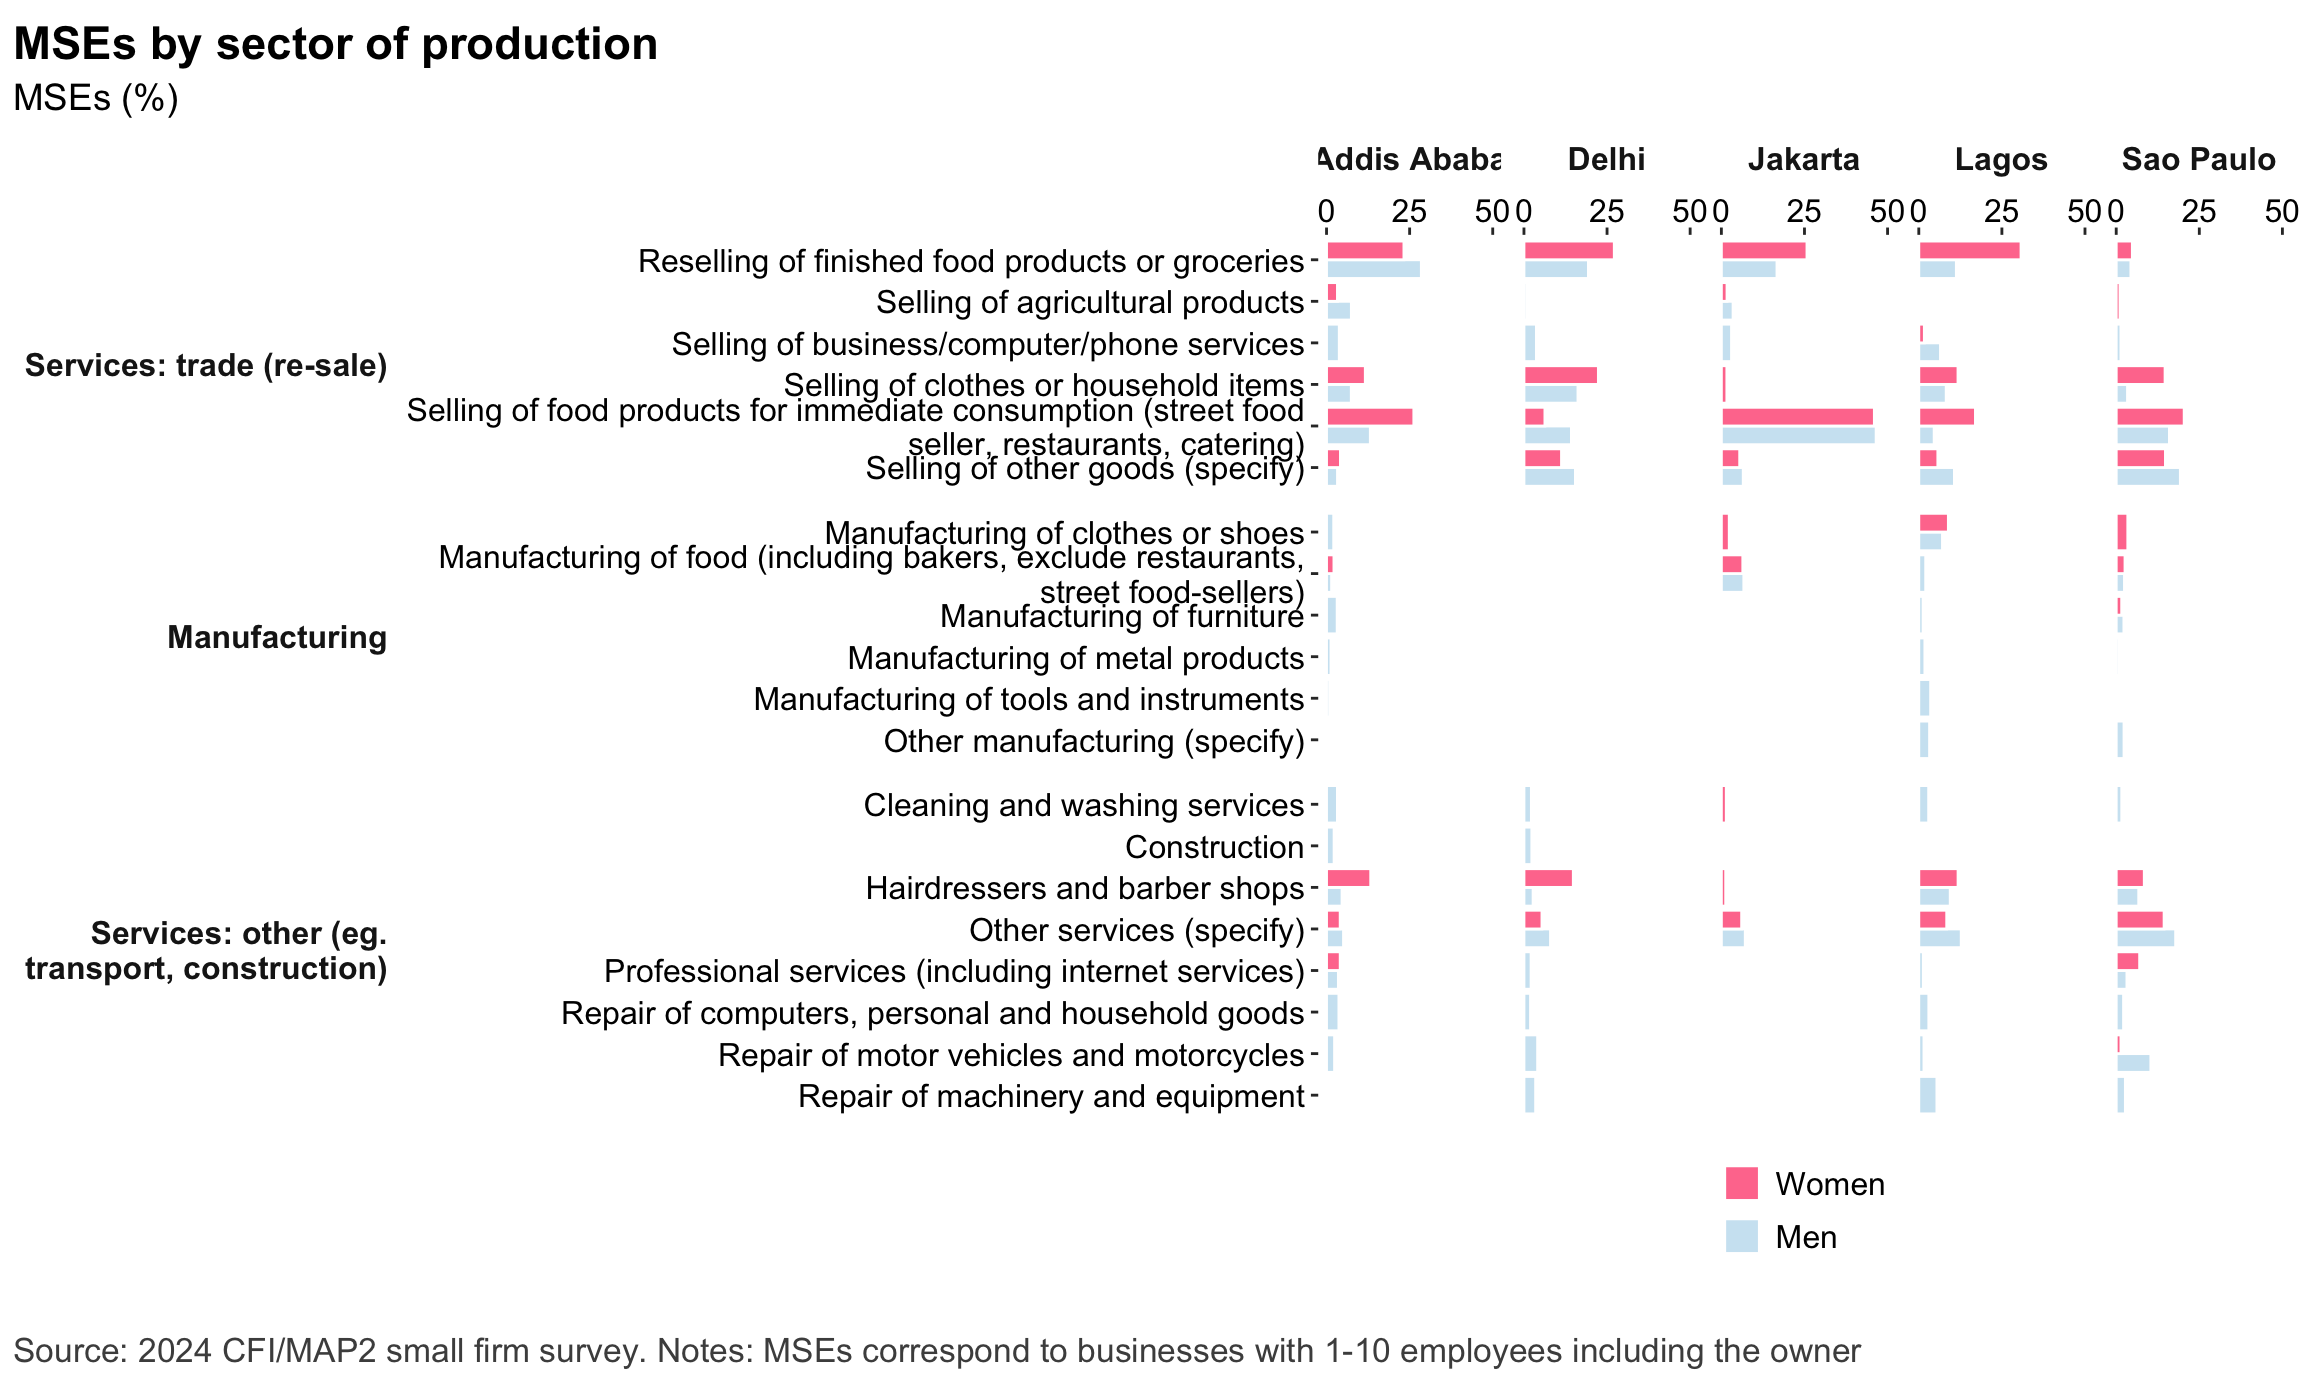 MSEs by sector of production
MSEs (%)
Addis Ababa Delhi Jakarta Lagos Sao Paulo
0 25 50 0 25 50 0 25 50 0 25 50 0 25 50
Services: trade (re-sale)
Reselling of finished food products or groceries
Selling of agricultural products
Selling of business/computer/phone services
Selling of clothes or household items
Selling of food products for immediate consumption (street food
seller, restaurants, catering)
Selling of other goods (specify)
Manufacturing
Manufacturing of clothes or shoes
Manufacturing of food (including bakers, exclude restaurants,
street food-sellers)
Manufacturing of furniture
Manufacturing of metal products
Manufacturing of tools and instruments
Other manufacturing (specify)
Services: other (eg.
transport, construction)
Cleaning and washing services
Construction
Hairdressers and barber shops
Other services (specify)
Professional services (including internet services)
Repair of computers, personal and household goods
Repair of motor vehicles and motorcycles
Repair of machinery and equipment
Women
Men
Source: 2024 CFI/MAP2 small firm survey. Notes: MSEs correspond to businesses with 1-10 employees including the owner